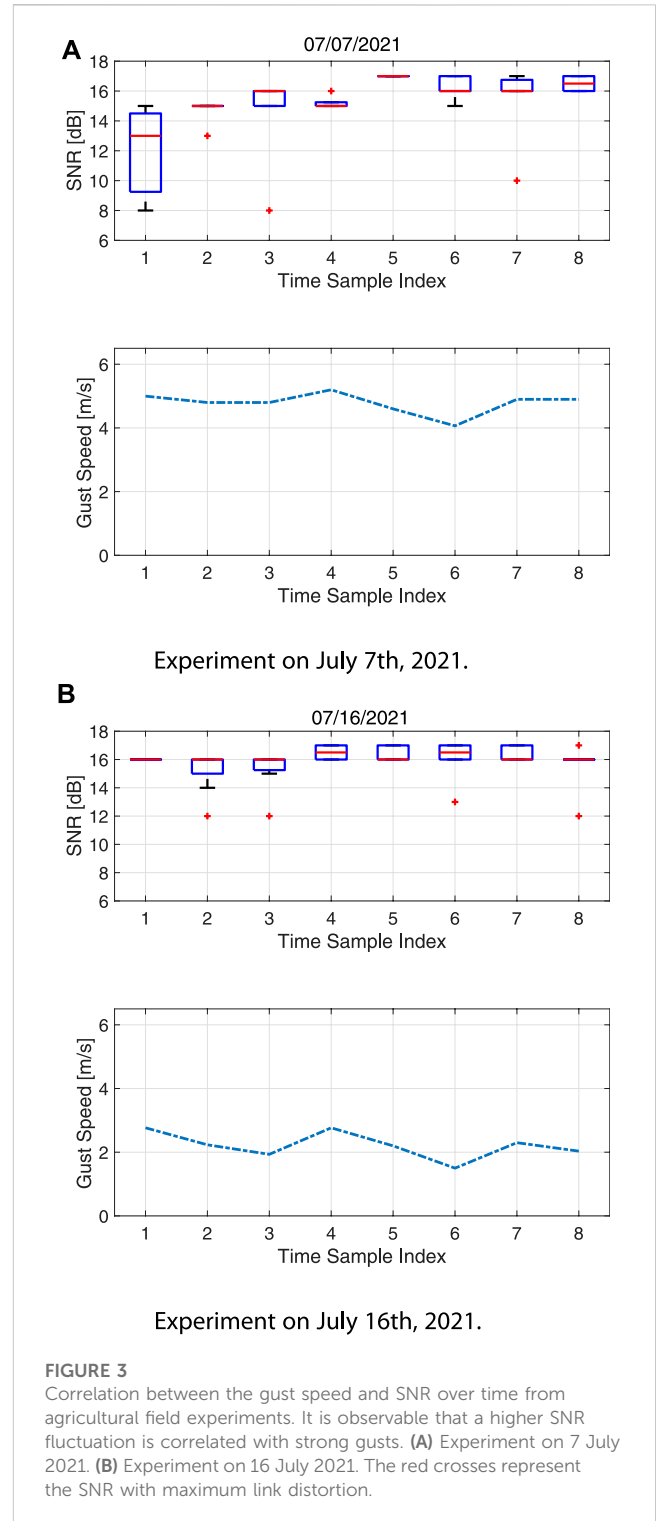 A
07/07/2021
18
16
14
12
10
8
6
SNR [dB]
1 2 3 4 5 6 7 8
Time Sample Index
6
4
2
0
Gust Speed [m/s]
1 2 3 4 5 6 7 8
Time Sample Index
Experiment on July 7th, 2021.
B
07/16/2021
18
16
14
12
10
8
6
SNR [dB]
1 2 3 4 5 6 7 8
Time Sample Index
6
4
2
0
Gust Speed [m/s]
1 2 3 4 5 6 7 8
Time Sample Index
Experiment on July 16th, 2021.
FIGURE 3
Correlation between the gust speed and SNR over time from
agricultural field experiments. It is observable that a higher SNR
fluctuation is correlated with strong gusts. (A) Experiment on 7 July
2021. (B) Experiment on 16 July 2021. The red crosses represent
the SNR with maximum link distortion.